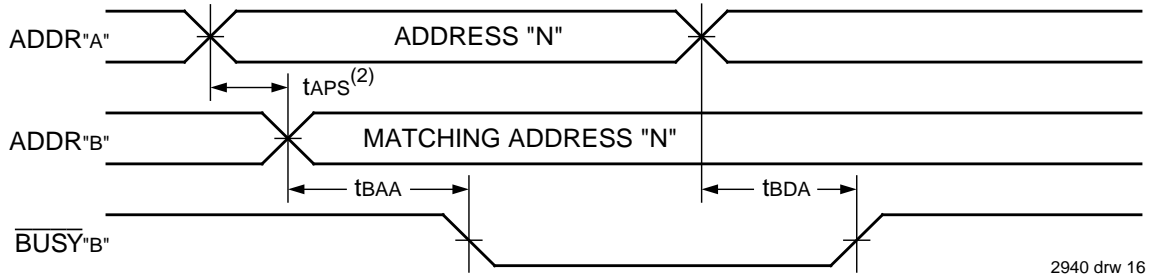 ADDR"A"
ADDRESS "N"
tAPS(2)
ADDR"B"
MATCHING ADDRESS "N"
tBAA
tBDA
BUSY"B"
2940 drw 16